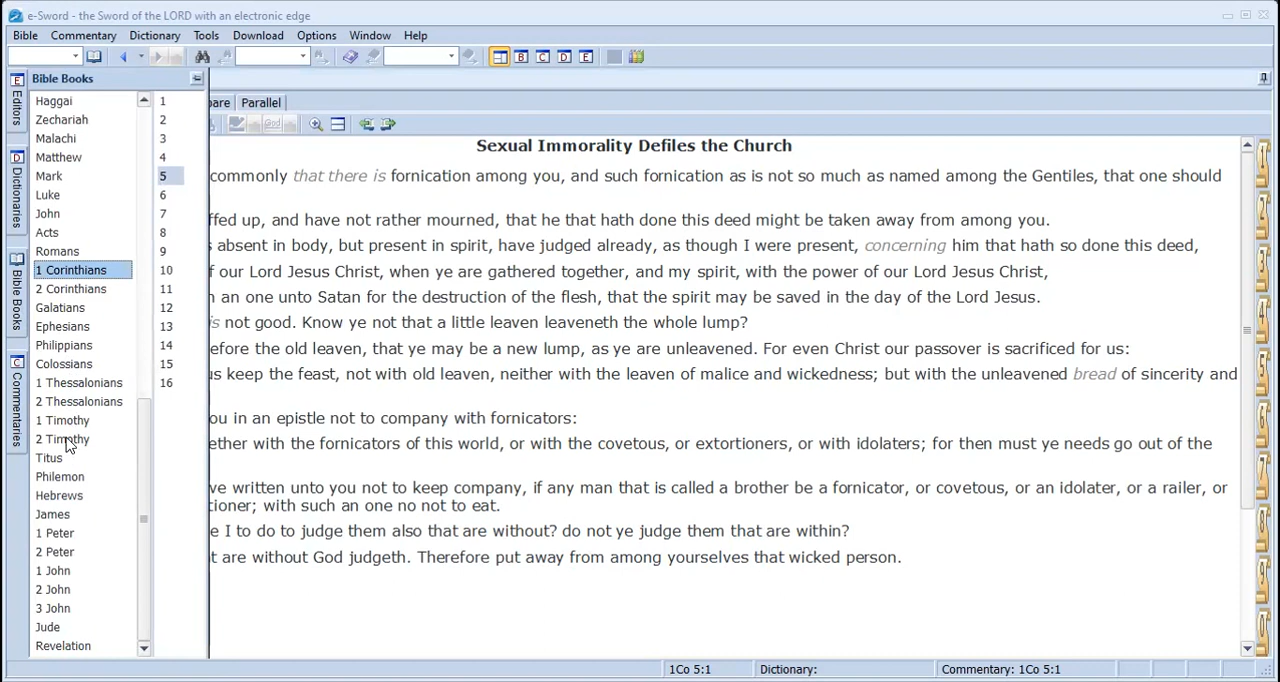 e-Sword - the Sword of the LORD with an electronic edge
Bible Commentary Dictionary Tools Download Options Window Help
B C D E
Bible Books
Editors
Dictionaries
Bible Books
Commentaries
Haggai 1
Zechariah 2
Malachi 3
Matthew 4
Mark 5
Luke 6
John 7
Acts 8
Romans 9
1 Corinthians 10
2 Corinthians 11
Galatians 12
Ephesians 13
Philippians 14
Colossians 15
1 Thessalonians 16
2 Thessalonians
1 Timothy
2 Timothy
Titus
Philemon
Hebrews
James
1 Peter
2 Peter
1 John
2 John
3 John
Jude
Revelation
are Parallel
God
Sexual Immorality Defiles the Church
commonly that there is fornication among you, and such fornication as is not so much as named among the Gentiles, that one should
ffed up, and have not rather mourned, that he that hath done this deed might be taken away from among you.
s absent in body, but present in spirit, have judged already, as though I were present, concerning him that hath so done this deed,
f our Lord Jesus Christ, when ye are gathered together, and my spirit, with the power of our Lord Jesus Christ,
h an one unto Satan for the destruction of the flesh, that the spirit may be saved in the day of the Lord Jesus.
is not good. Know ye not that a little leaven leaveneth the whole lump?
efore the old leaven, that ye may be a new lump, as ye are unleavened. For even Christ our passover is sacrificed for us:
us keep the feast, not with old leaven, neither with the leaven of malice and wickedness; but with the unleavened bread of sincerity and
ou in an epistle not to company with fornicators:
ether with the fornicators of this world, or with the covetous, or extortioners, or with idolaters; for then must ye needs go out of the
ve written unto you not to keep company, if any man that is called a brother be a fornicator, or covetous, or an idolater, or a railer, or
tioner; with such an one no not to eat.
e I to do to judge them also that are without? do not ye judge them that are within?
at are without God judgeth. Therefore put away from among yourselves that wicked person.
1
2
3
4
5
6
7
8
9
0
1Co 5:1 Dictionary: Commentary: 1Co 5:1